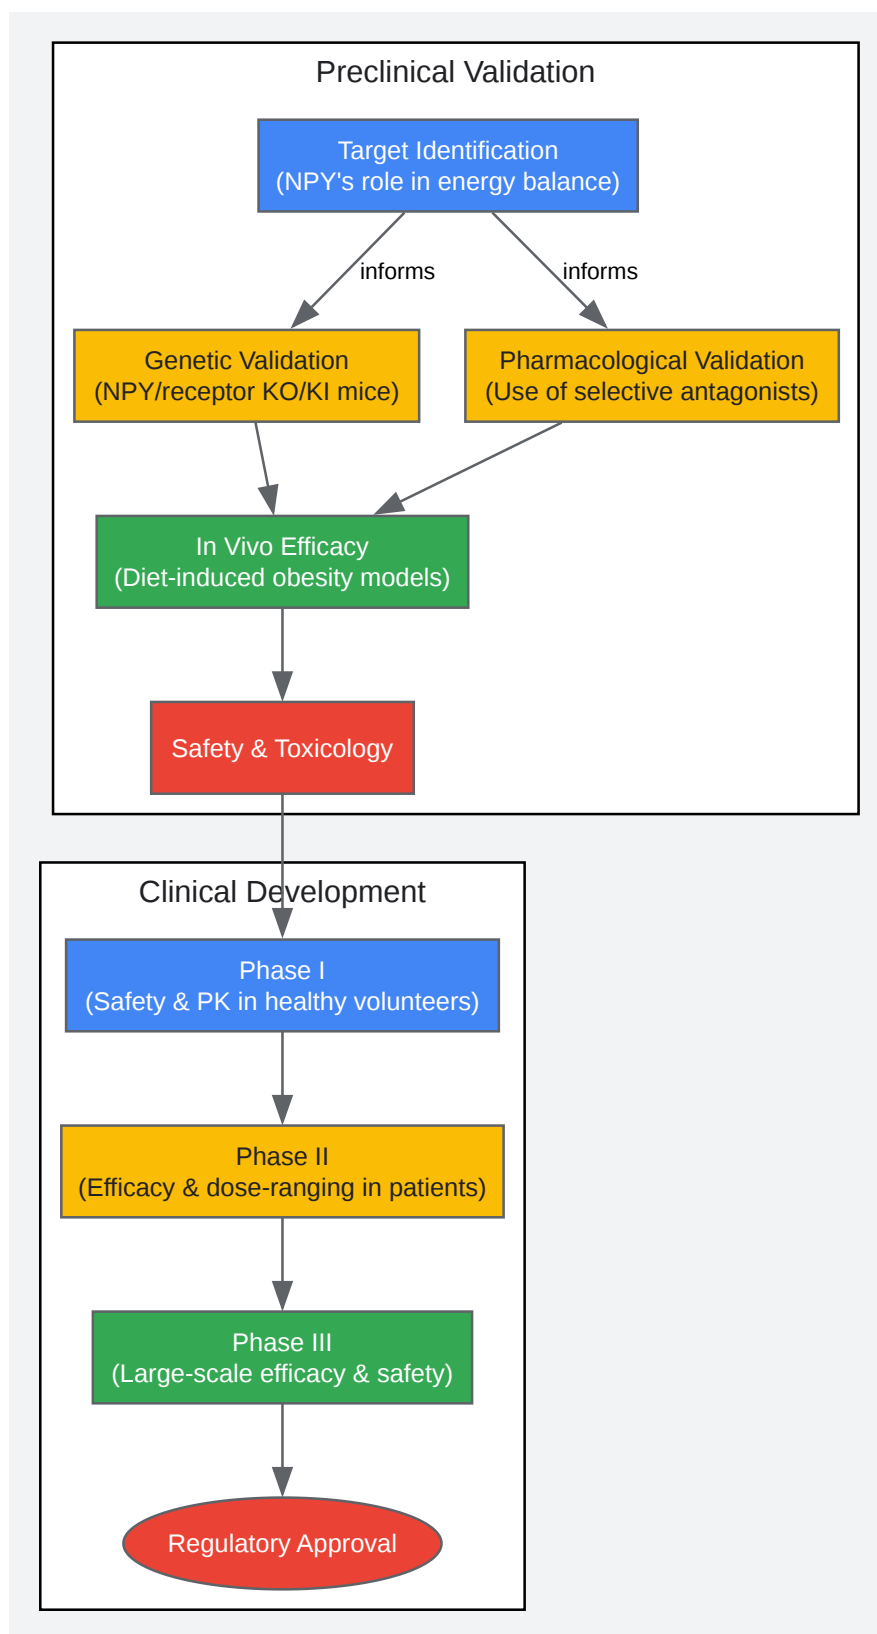 Preclinical Validation
Target Identification
(NPY's role in energy balance)
informs
informs
Genetic Validation
(NPY/receptor KO/KI mice)
Pharmacological Validation
(Use of selective antagonists)
In Vivo Efficacy
(Diet-induced obesity models)
Safety & Toxicology
Clinical Development
Phase I
(Safety & PK in healthy volunteers)
Phase II
(Efficacy & dose-ranging in patients)
Phase III
(Large-scale efficacy & safety)
Regulatory Approval